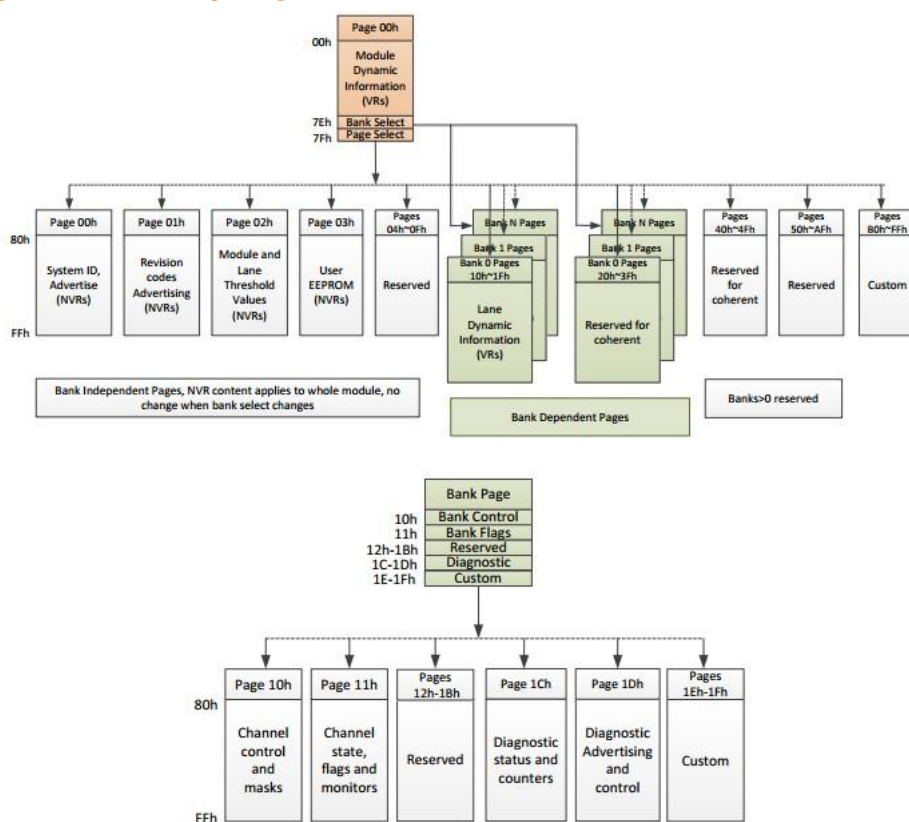 Page 00h
00h
Module
Dynamic
Information
(VRs)
7Eh
Bank Select
7Fh
Page Select
Page 00h
Page 01h
Page 02h
Page 03h
Pages
04h~0Fh
Bank N Pages
Bank 1 Pages
Bank 0 Pages
10h~1Fh
Bank N Pages
Bank 1 Pages
Bank 0 Pages
20h~3Fh
Pages
40h~4Fh
Pages
50h~AFh
Pages
B0h~FFh
80h
System ID,
Advertise
(NVRs)
Revision
codes
Advertising
(NVRs)
Module and
Lane
Threshold
Values
(NVRs)
User
EEPROM
(NVRs)
Reserved
Lane
Dynamic
Information
(VRs)
Reserved for
coherent
Reserved
for
coherent
Reserved
Custom
FFh
Bank Independent Pages, NVR content applies to whole module, no
change when bank select changes
Bank Dependent Pages
Banks>0 reserved
Bank Page
10h
Bank Control
11h
Bank Flags
12h-1Bh
Reserved
1C-1Dh
Diagnostic
1E-1Fh
Custom
Page 10h
Page 11h
Pages
12h-1Bh
Page 1Ch
Page 1Dh
Pages
1Eh-1Fh
80h
Channel
control
and
masks
Channel
state,
flags and
monitors
Reserved
Diagnostic
status and
counters
Diagnostic
Advertising
and
control
Custom
FFh